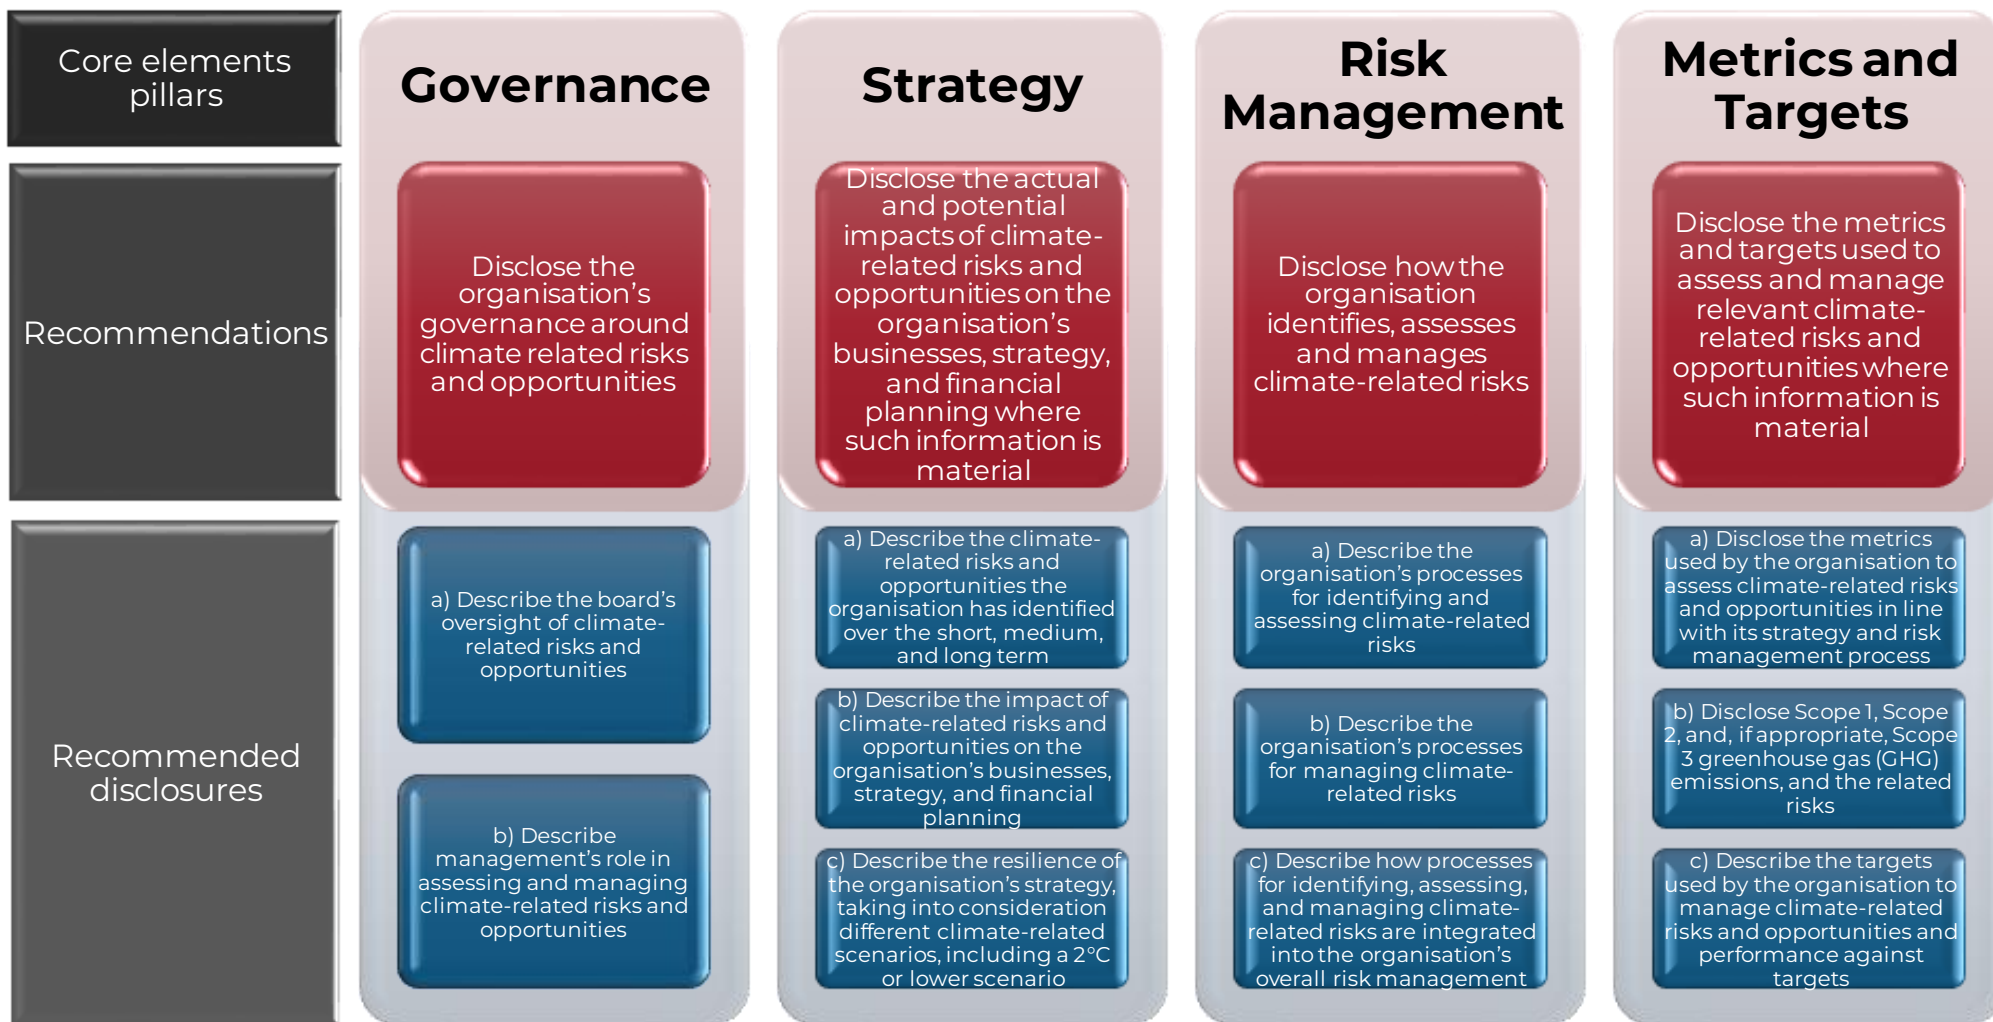 Core elements
pillars
Governance
Strategy
Risk
Management
Metrics and
Targets
Recommendations
Disclose the
organisation’s
governance around
climate related risks
and opportunities
Disclose the actual
and potential
impacts of climate-
related risks and
opportunities on the
organisation’s
businesses, strategy,
and financial
planning where
such information is
material
Disclose how the
organisation
identifies, assesses
and manages
climate-related risks
Disclose the metrics
and targets used to
assess and manage
relevant climate-
related risks and
opportunities where
such information is
material
Recommended
disclosures
a) Describe the board’s
oversight of climate-
related risks and
opportunities
b) Describe
management’s role in
assessing and managing
climate-related risks and
opportunities
a) Describe the climate-
related risks and
opportunities the
organisation has identified
over the short, medium,
and long term
b) Describe the impact of
climate-related risks and
opportunities on the
organisation’s businesses,
strategy, and financial
planning
c) Describe the resilience of
the organisation’s strategy,
taking into consideration
different climate-related
scenarios, including a 2°C
or lower scenario
a) Describe the
organisation’s processes
for identifying and
assessing climate-related
risks
b) Describe the
organisation’s processes
for managing climate-
related risks
c) Describe how processes
for identifying, assessing,
and managing climate-
related risks are integrated
into the organisation’s
overall risk management
a) Disclose the metrics
used by the organisation to
assess climate-related risks
and opportunities in line
with its strategy and risk
management process
b) Disclose Scope 1, Scope
2, and, if appropriate, Scope
3 greenhouse gas (GHG)
emissions, and the related
risks
c) Describe the targets
used by the organisation to
manage climate-related
risks and opportunities and
performance against
targets